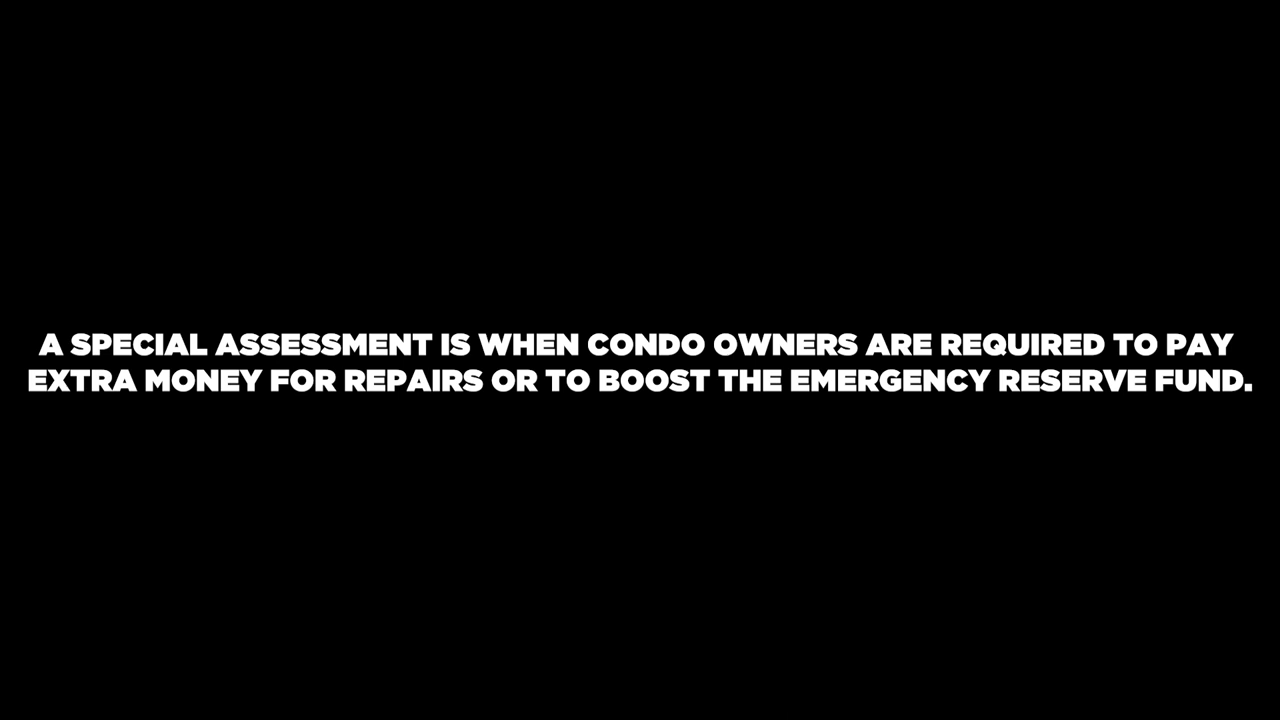 A SPECIAL ASSESSMENT IS WHEN CONDO OWNERS ARE REQUIRED TO PAY
EXTRA MONEY FOR REPAIRS OR TO BOOST THE EMERGENCY RESERVE FUND.